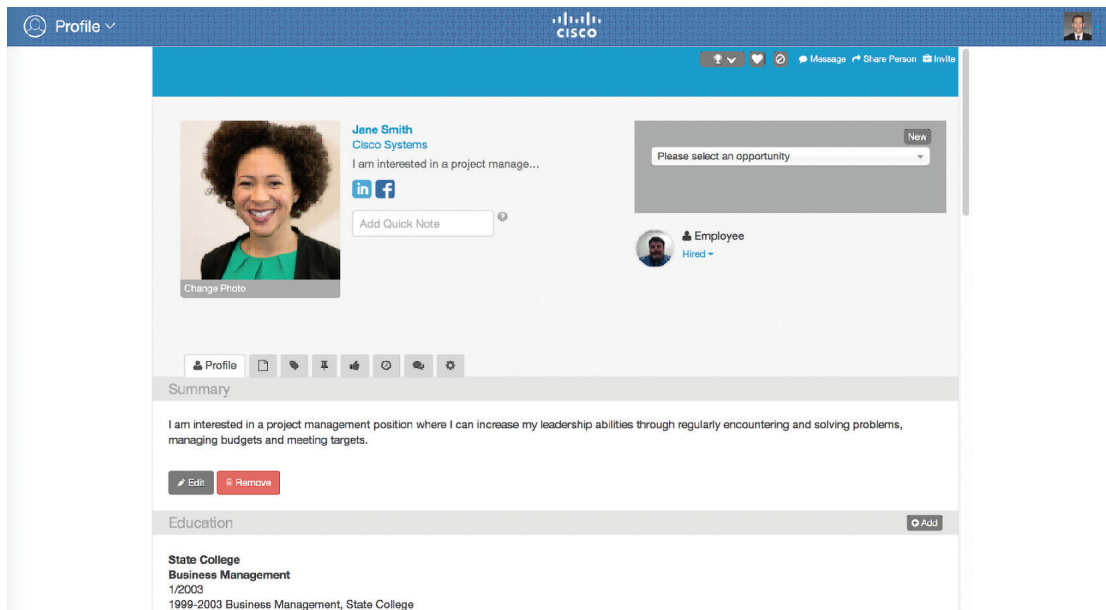 Profile
CISCO
Message Share Person Invite
Jane Smith
Cisco Systems
I am interested in a project manage...
in f
Add Quick Note
New
Please select an opportunity
Employee
Hired
Change Photo
Profile
Summary
I am interested in a project management position where I can increase my leadership abilities through regularly encountering and solving problems,
managing budgets and meeting targets.
Edit Remove
Education
Add
State College
Business Management
1/2003
1999-2003 Business Management, State College